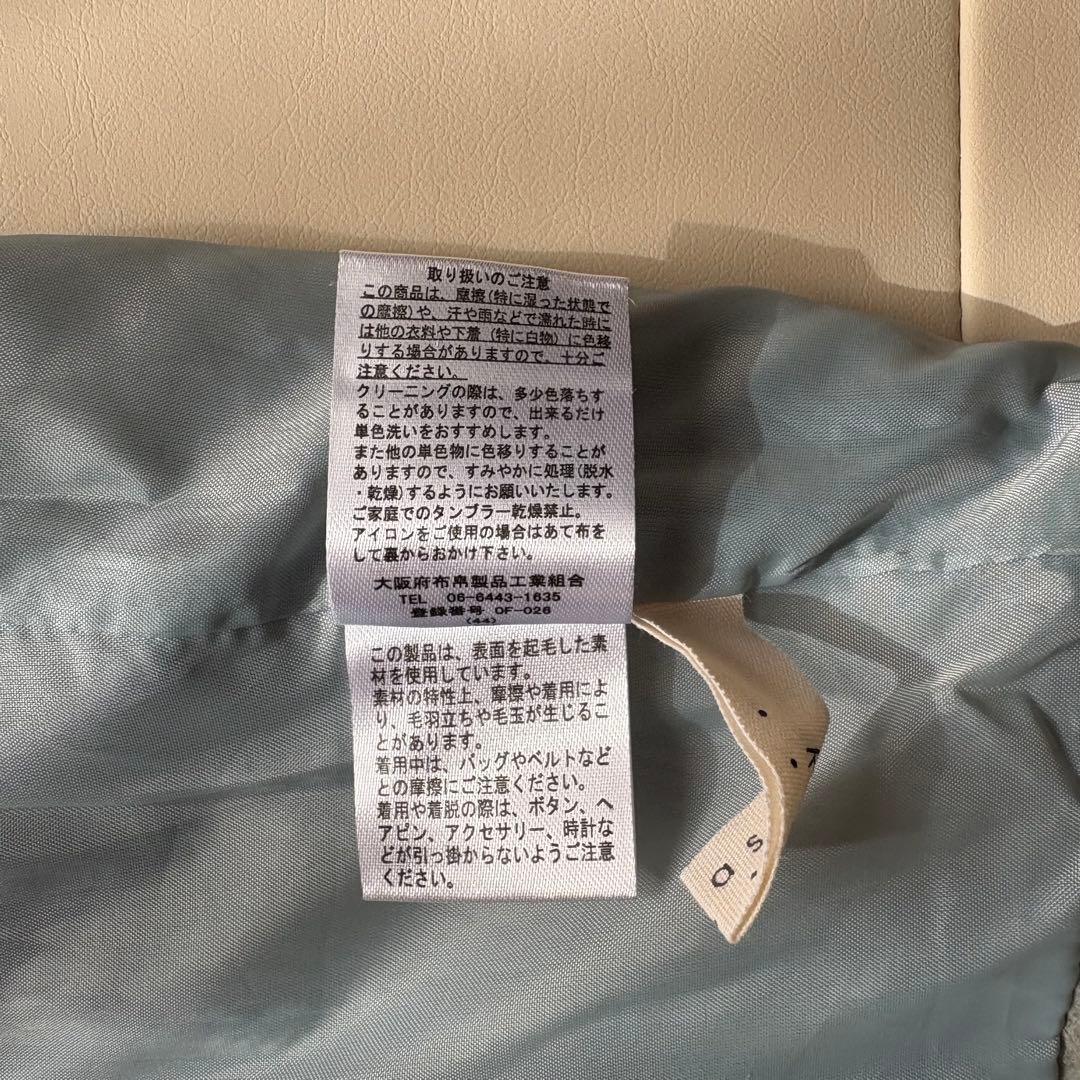 取り扱いのご注意
この商品は、摩擦(特に湿った状態で
の摩擦)や、汗や雨などで濡れた時に
は他の衣料や下着(特に白物)に色移
りする場合がありますので、十分ご
注意ください。
クリーニングの際は、多少色落ちす
ることがありますので、出来るだけ
単色洗いをおすすめします。
また他の単色物に色移りすることが
ありますので、すみやかに処理(脱水
・乾燥)するようにお願いいたします。
ご家庭でのタンブラー乾燥禁止。
アイロンをご使用の場合はあて布を
して裏からおかけ下さい。
大阪府布帛製品工業組合
TEL 06-6443-1635
登録番号 OF-026
(44)
この製品は、表面を起毛した素
材を使用しています。
素材の特性上、摩擦や着用によ
り、毛羽立ちや毛玉が生じるこ
とがあります。
着用中は、バッグやベルトなど
との摩擦にご注意ください。
着用や着脱の際は、ボタン、ヘ
アピン、アクセサリー、時計な
どが引っ掛からないようご注意
ください。